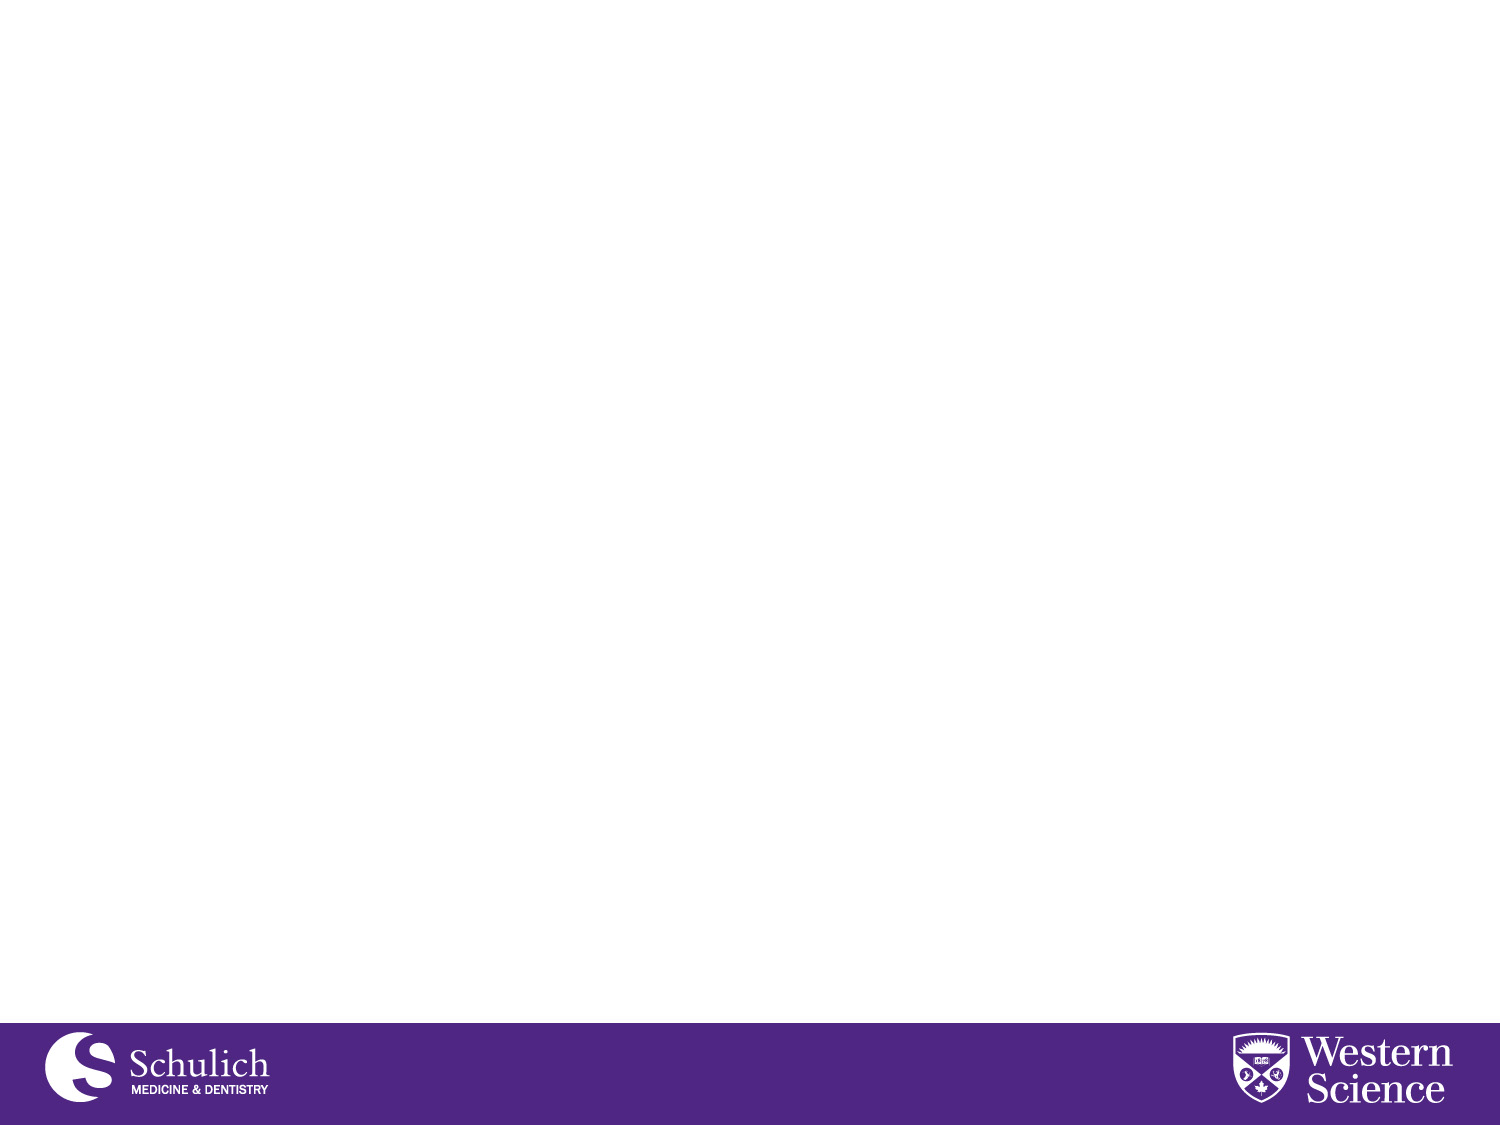 Schulich
MEDICINE & DENTISTRY
Western
Science